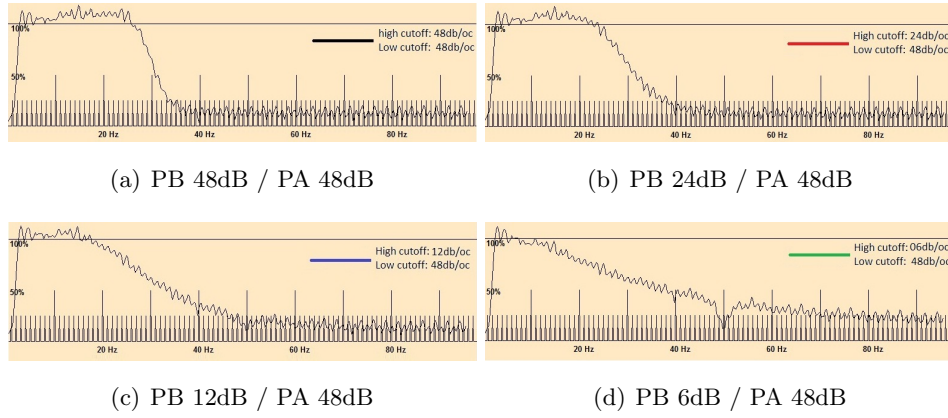 100%
50%
high cutoff: 48db/oc
Low cutoff: 48db/oc
20 Hz 40 Hz 60 Hz 80 Hz
(a) PB 48dB / PA 48dB
100%
50%
High cutoff: 24db/oc
Low cutoff: 48db/oc
20 Hz 40 Hz 60 Hz 80 Hz
(b) PB 24dB / PA 48dB
100%
50%
High cutoff: 12db/oc
Low cutoff: 48db/oc
20 Hz 40 Hz 60 Hz 80 Hz
(c) PB 12dB / PA 48dB
100%
50%
High cutoff: 06db/oc
Low cutoff: 48db/oc
20 Hz 40 Hz 60 Hz 80 Hz
(d) PB 6dB / PA 48dB